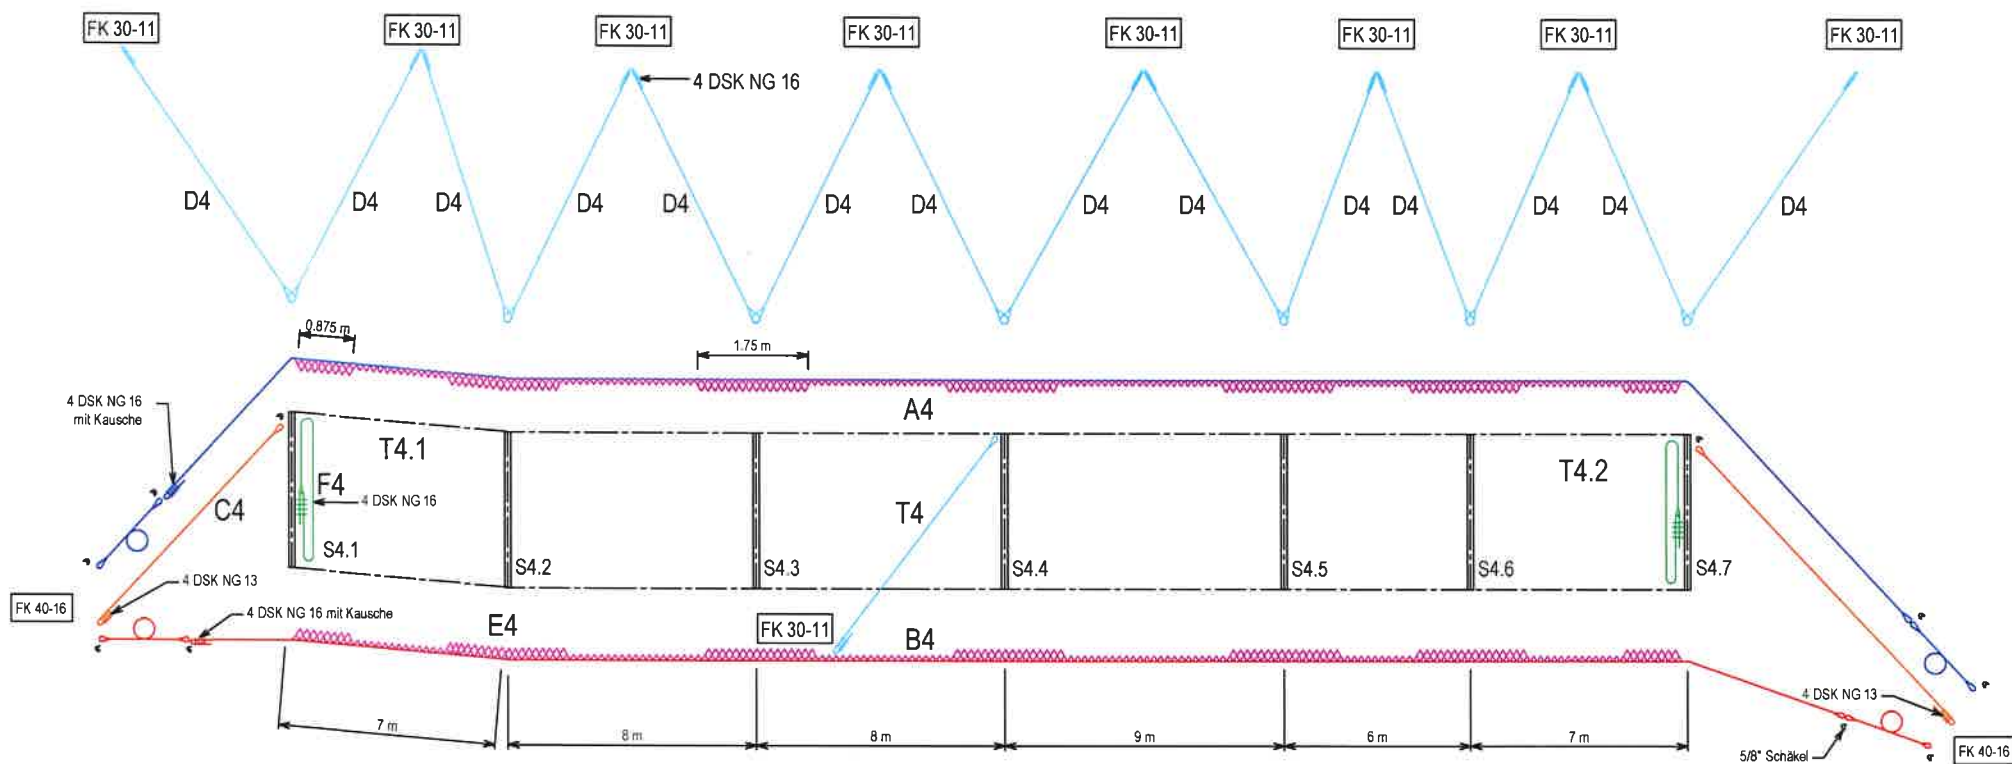 FK 30-11 FK 30-11 FK 30-11 FK 30-11 FK 30-11 FK 30-11 FK 30-11 FK 30-11
4 DSK NG 16
D4 D4 D4 D4 D4 D4 D4 D4 D4 D4 D4 D4 D4 D4
0.875 m
1.75 m
A4
4 DSK NG 16
mit Kausche
T4.1
T4.2
F4
4 DSK NG 16
C4
T4
S4.1
S4.2
S4.3
S4.4
S4.5
S4.6
S4.7
4 DSK NG 13
FK 40-16
4 DSK NG 16 mit Kausche
E4
FK 30-11
B4
4 DSK NG 13
7 m
8 m
8 m
9 m
6 m
7 m
5/8" Schäkel
FK 40-16